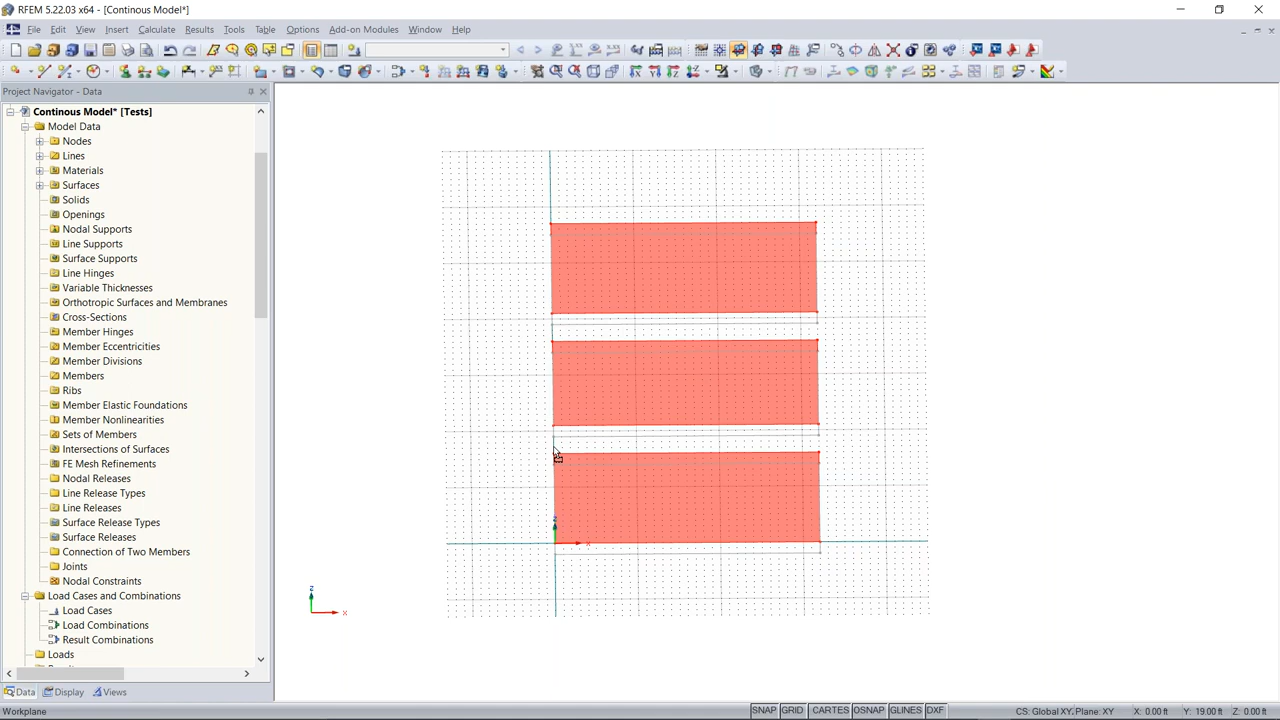 RFEM 5.22.03 x64 - [Continous Model*]
File Edit View Insert Calculate Results Tools Table Options Add-on Modules Window Help
Project Navigator - Data
Continous Model* [Tests]
Model Data
Nodes
Lines
Materials
Surfaces
Solids
Openings
Nodal Supports
Line Supports
Surface Supports
Line Hinges
Variable Thicknesses
Orthotropic Surfaces and Membranes
Cross-Sections
Member Hinges
Member Eccentricities
Member Divisions
Members
Ribs
Member Elastic Foundations
Member Nonlinearities
Sets of Members
Intersections of Surfaces
FE Mesh Refinements
Nodal Releases
Line Release Types
Line Releases
Surface Release Types
Surface Releases
Connection of Two Members
Joints
Nodal Constraints
Load Cases and Combinations
Load Cases
Load Combinations
Result Combinations
Loads
Data Display Views
Z
X
X
Workplane
SNAP GRID CARTES OSNAP GLINES DXF CS: Global XY, Plane: XY X: 0.00 ft Y: 19.00 ft Z: 0.00 ft